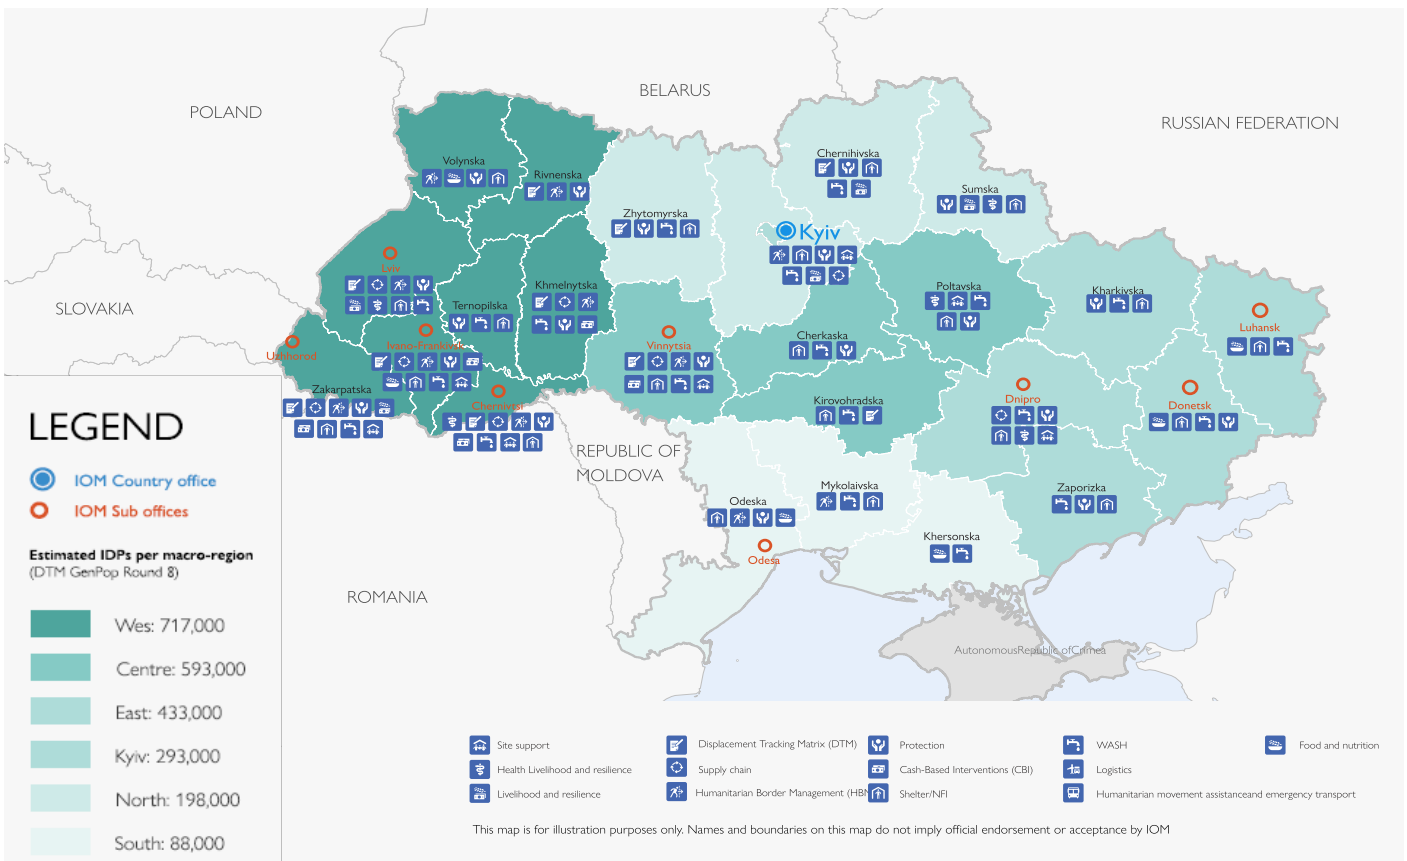 BELARUS
POLAND
RUSSIAN FEDERATION
Chernihivska
Volynska
Rivnenska
Sumska
Zhytomyrska
Kyiv
Lviv
Khmelnytska
Poltavska
Kharkivska
SLOVAKIA
Ternopilska
Luhansk
Cherkaska
Ivano-Frankivsk
Vinnytsia
Uzhhorod
Zakarpatska
Chernivtsi
Kirovohradska
Dnipro
Donetsk
REPUBLIC OF
MOLDOVA
Mykolaivska
Zaporizka
Odeska
Khersonska
Odesa
ROMANIA
AutonomousRepublic ofCrimea
LEGEND
IOM Country office
IOM Sub offices
Estimated IDPs per macro-region
(DTM GenPop Round 8)
Wes: 717,000
Centre: 593,000
East: 433,000
Kyiv: 293,000
North: 198,000
South: 88,000
Site support
Health Livelihood and resilience
Livelihood and resilience
Displacement Tracking Matrix (DTM)
Supply chain
Humanitarian Border Management (HBM
Protection
Cash-Based Interventions (CBI)
Shelter/NFI
WASH
Logistics
Humanitarian movement assistanceand emergency transport
Food and nutrition
This map is for illustration purposes only. Names and boundaries on this map do not imply official endorsement or acceptance by IOM